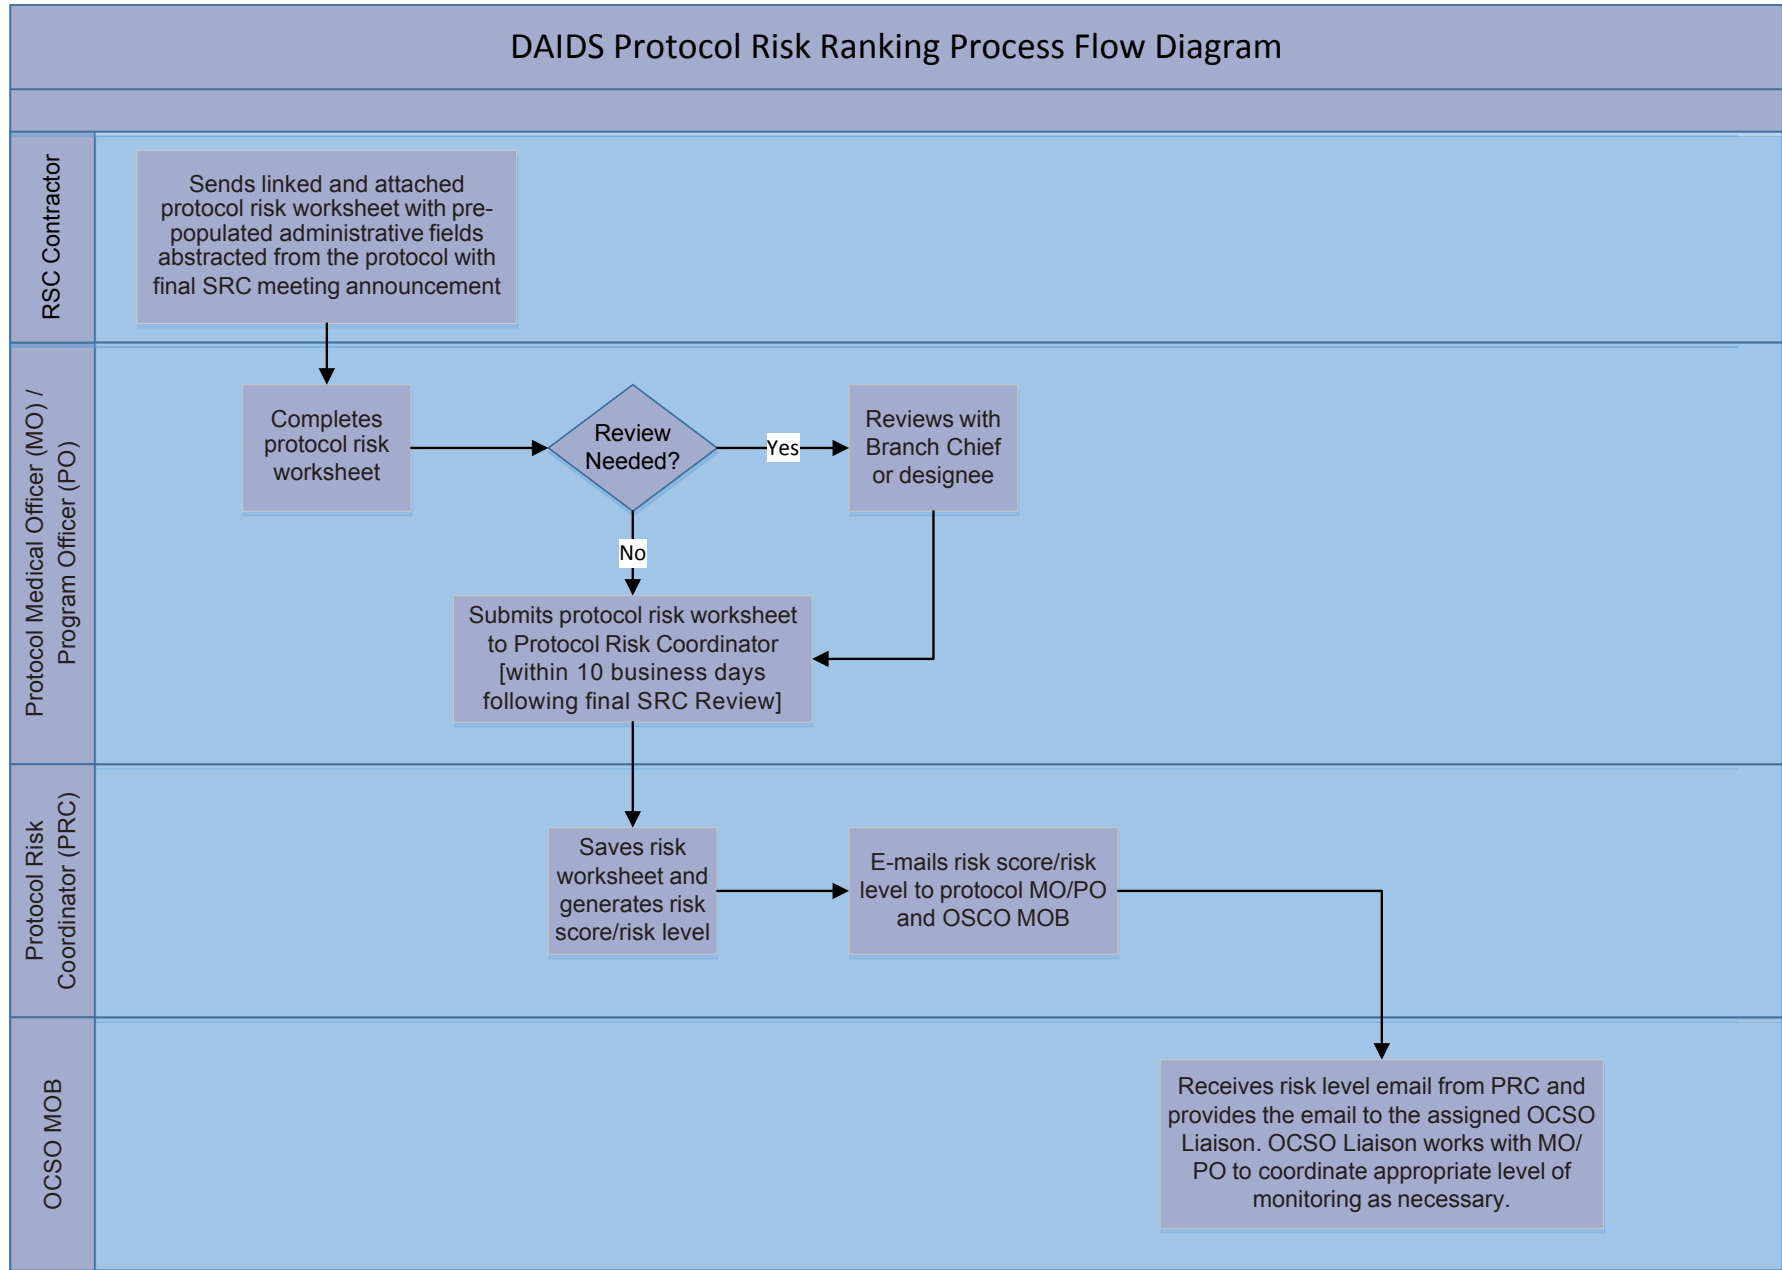 DAIDS Protocol Risk Ranking Process Flow Diagram
RSC Contractor
Sends linked and attached
protocol risk worksheet with pre-
populated administrative fields
abstracted from the protocol with
final SRC meeting announcement
Protocol Medical Officer (MO) /
Program Officer (PO)
Completes
protocol risk
worksheet
Review
Needed?
Yes
Reviews with
Branch Chief
or designee
No
Submits protocol risk worksheet
to Protocol Risk Coordinator
[within 10 business days
following final SRC Review]
Protocol Risk
Coordinator (PRC)
Saves risk
worksheet and
generates risk
score/risk level
E-mails risk score/risk
level to protocol MO/PO
and OSCO MOB
OCSO MOB
Receives risk level email from PRC and
provides the email to the assigned OCSO
Liaison. OCSO Liaison works with MO/
PO to coordinate appropriate level of
monitoring as necessary.